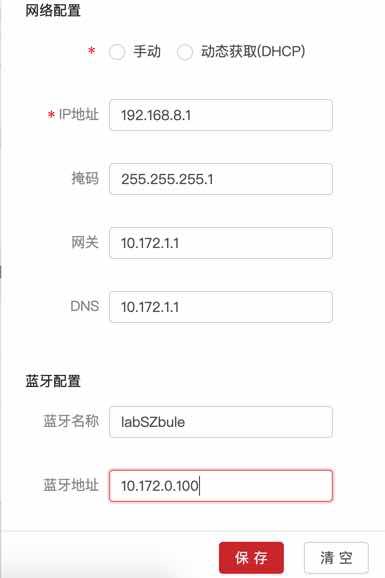 网络配置
* 手动 动态获取(DHCP)
* IP地址 192.168.8.1
掩码 255.255.255.1
网关 10.172.1.1
DNS 10.172.1.1
蓝牙配置
蓝牙名称 labSZbule
蓝牙地址 10.172.0.100
保存 清空